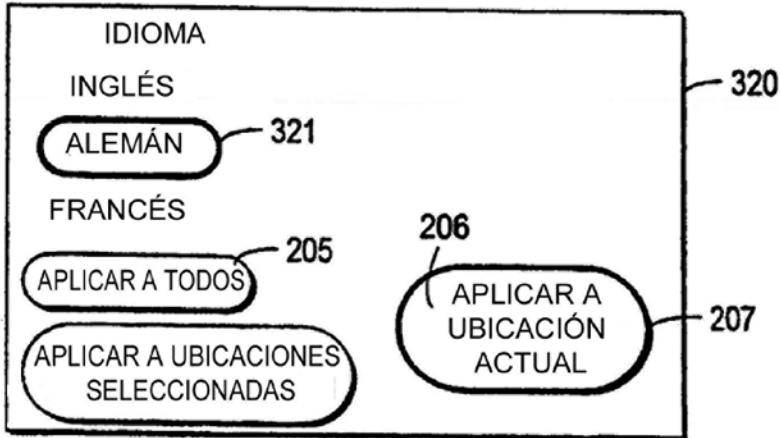 IDIOMA
INGLÉS
320
ALEMÁN
321
FRANCÉS
205
206
APLICAR A TODOS
APLICAR A
UBICACIÓN
ACTUAL
207
APLICAR A UBICACIONES
SELECCIONADAS